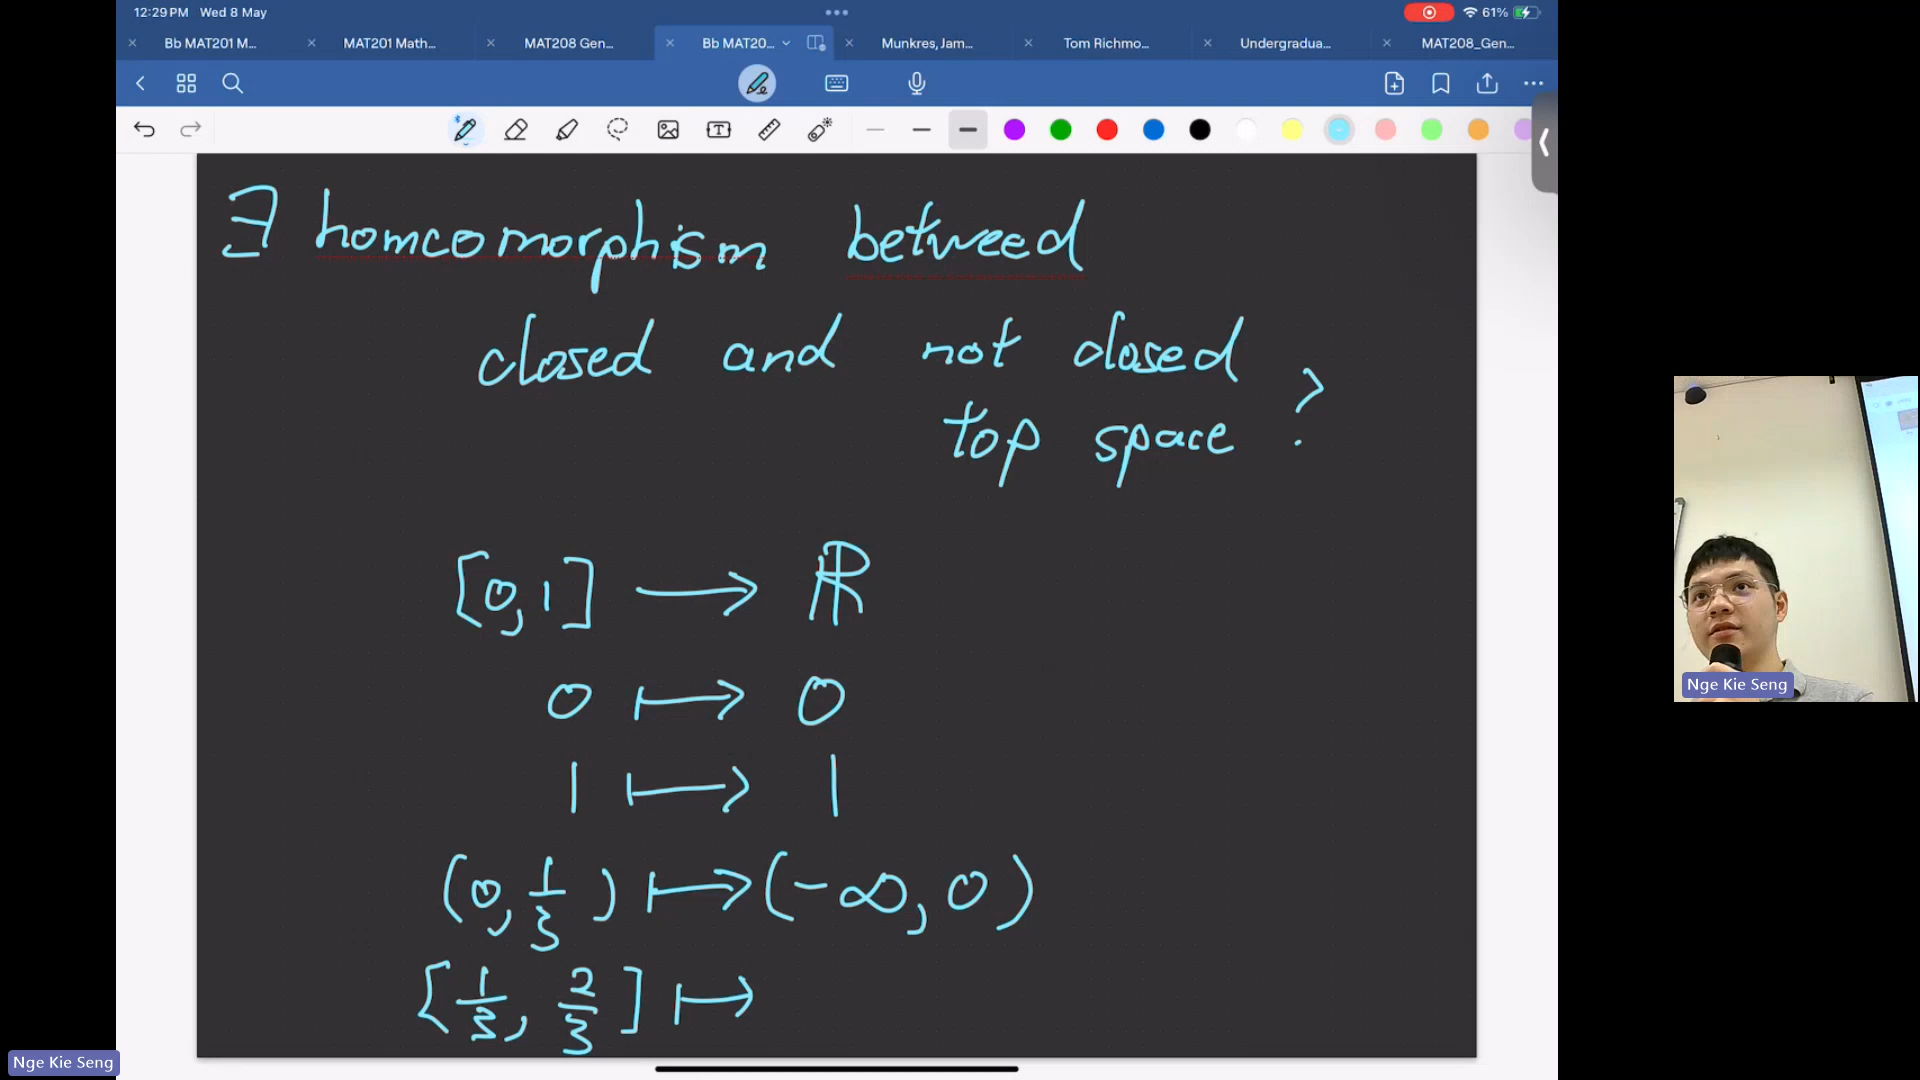 12:29 PM Wed 8 May
61%
Bb MAT201 M...
MAT201 Math...
MAT208 Gen...
Bb MAT20...
Munkres, Jam...
Tom Richmo...
Undergradua...
MAT208_Gen...
∃ homeomorphism betweed
closed and not closed
top space ?
[0,1] ⟶ ℝ
0 ⟼ 0
1 ⟼ 1
(0, 1/3) ⟼ (-∞, 0)
[1/3, 2/3] ⟼
Nge Kie Seng
Nge Kie Seng